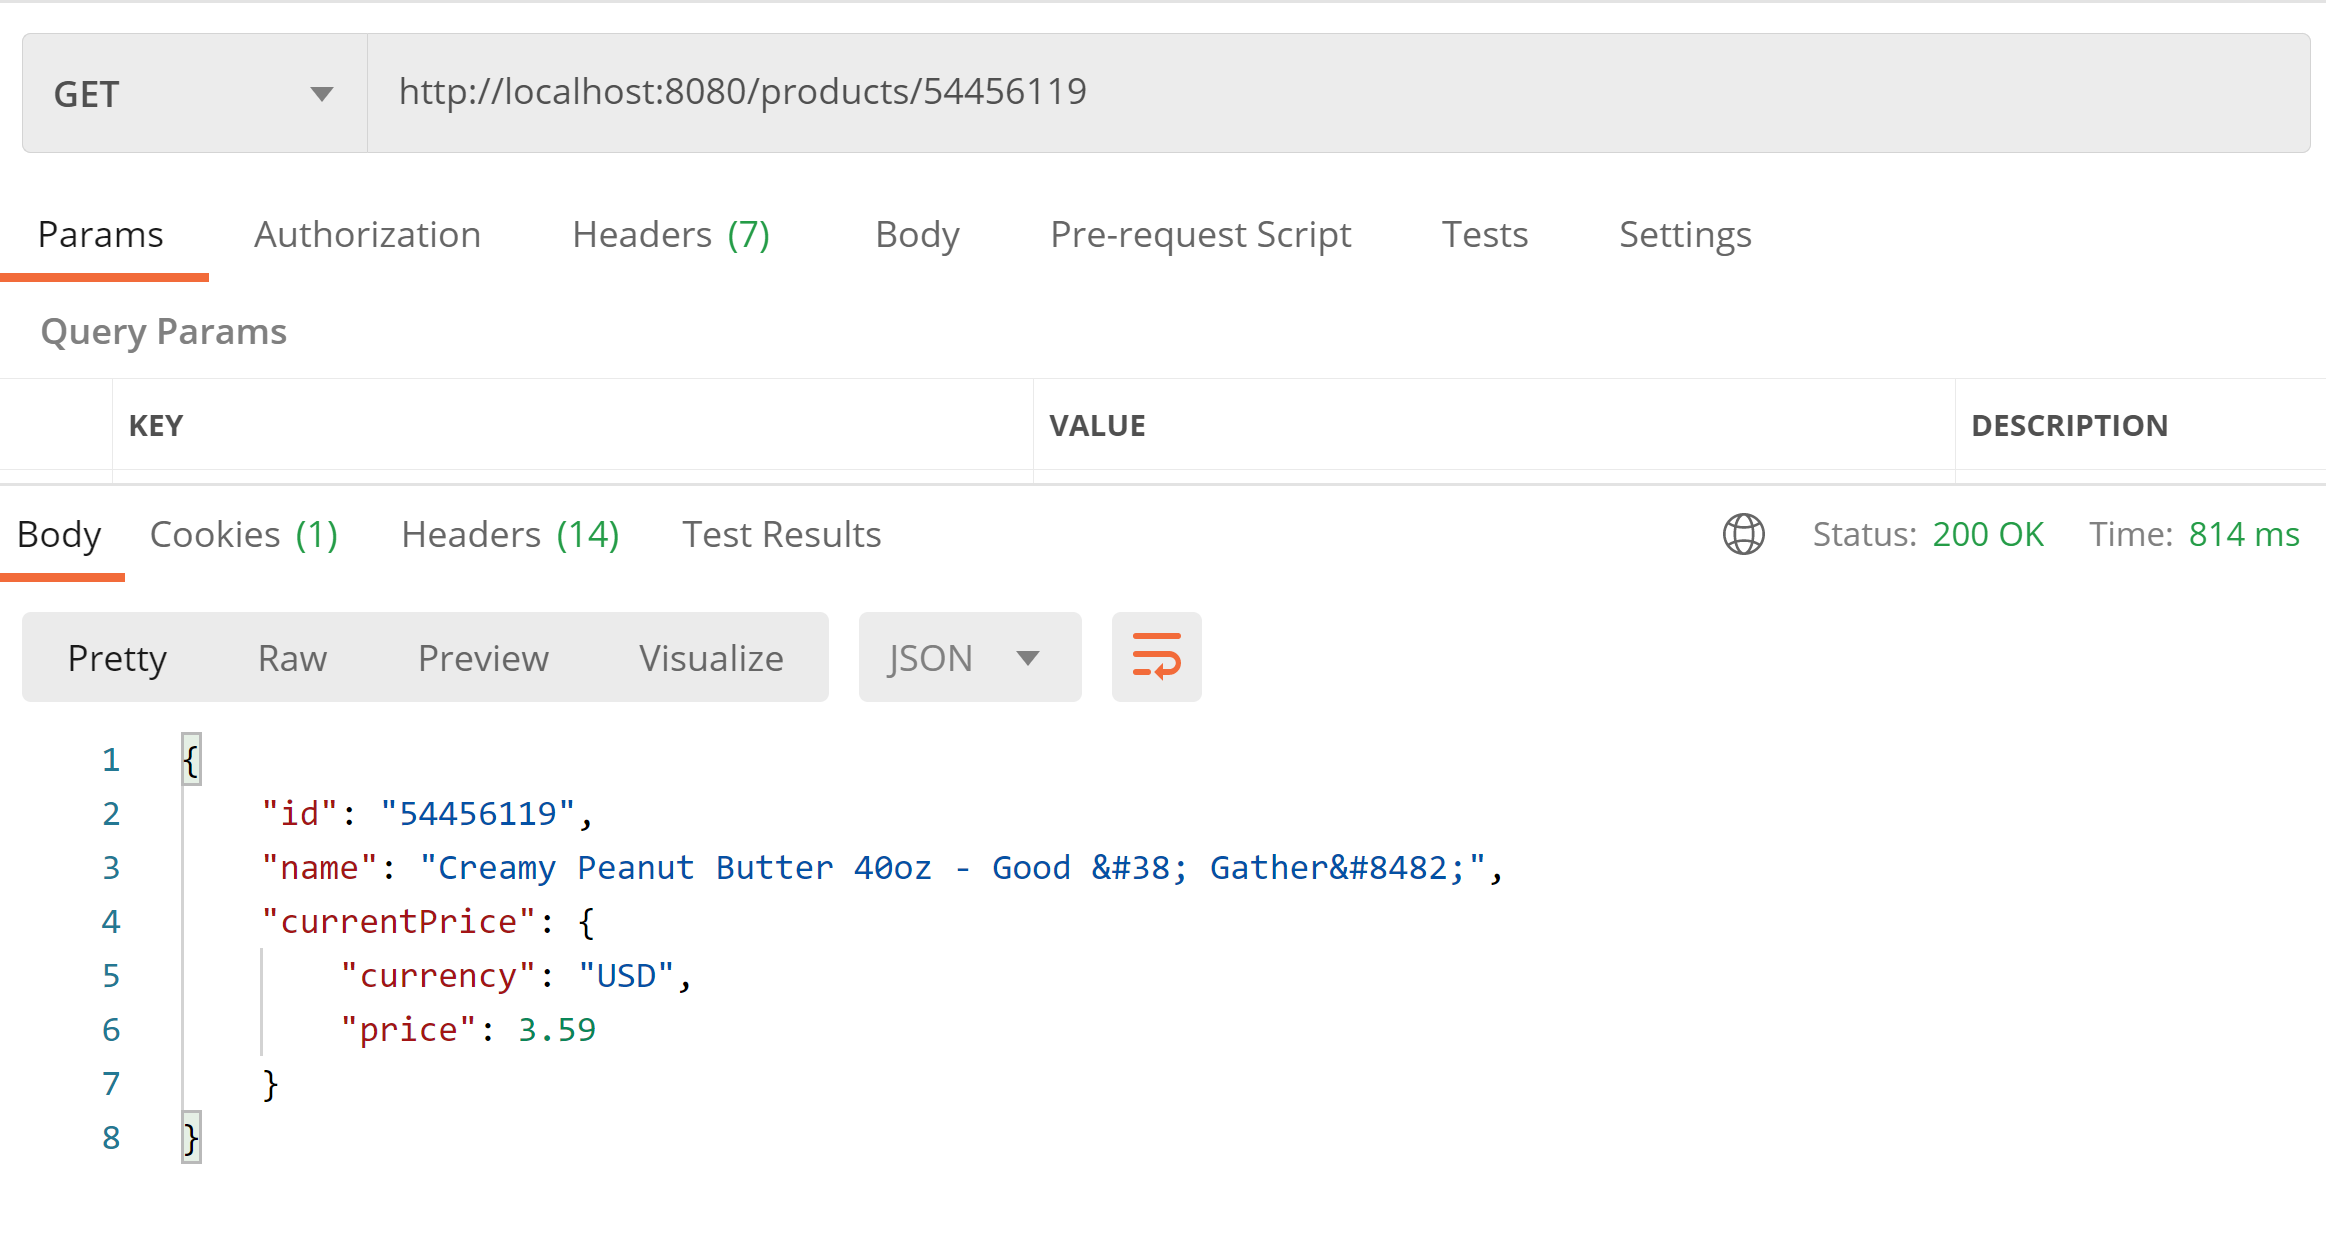 GET http://localhost:8080/products/54456119
Params Authorization Headers (7) Body Pre-request Script Tests Settings
Query Params
KEY VALUE DESCRIPTION
Body Cookies (1) Headers (14) Test Results Status: 200 OK Time: 814 ms
Pretty Raw Preview Visualize JSON
1 {
2 "id": "54456119",
3 "name": "Creamy Peanut Butter 40oz - Good &#38; Gather&#8482;",
4 "currentPrice": {
5 "currency": "USD",
6 "price": 3.59
7 }
8 }